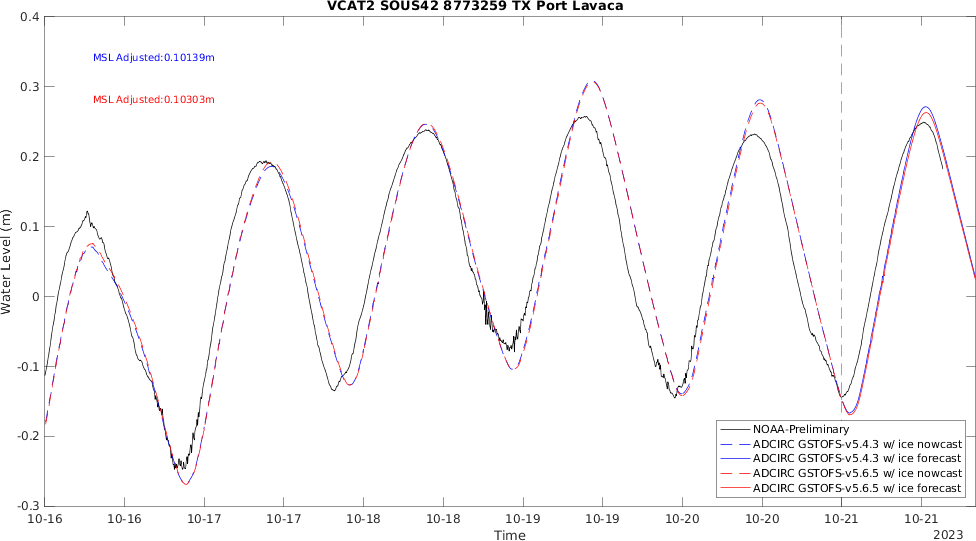 VCAT2 SOUS42 8773259 TX Port Lavaca
0.4
0.3
0.2
0.1
0
-0.1
-0.2
-0.3
Water Level (m)
MSL Adjusted:0.10139m
MSL Adjusted:0.10303m
NOAA-Preliminary
ADCIRC GSTOFS-v5.4.3 w/ ice nowcast
ADCIRC GSTOFS-v5.4.3 w/ ice forecast
ADCIRC GSTOFS-v5.6.5 w/ ice nowcast
ADCIRC GSTOFS-v5.6.5 w/ ice forecast
10-16 10-16 10-17 10-17 10-18 10-18 10-19 10-19 10-20 10-20 10-21 10-21
Time
2023